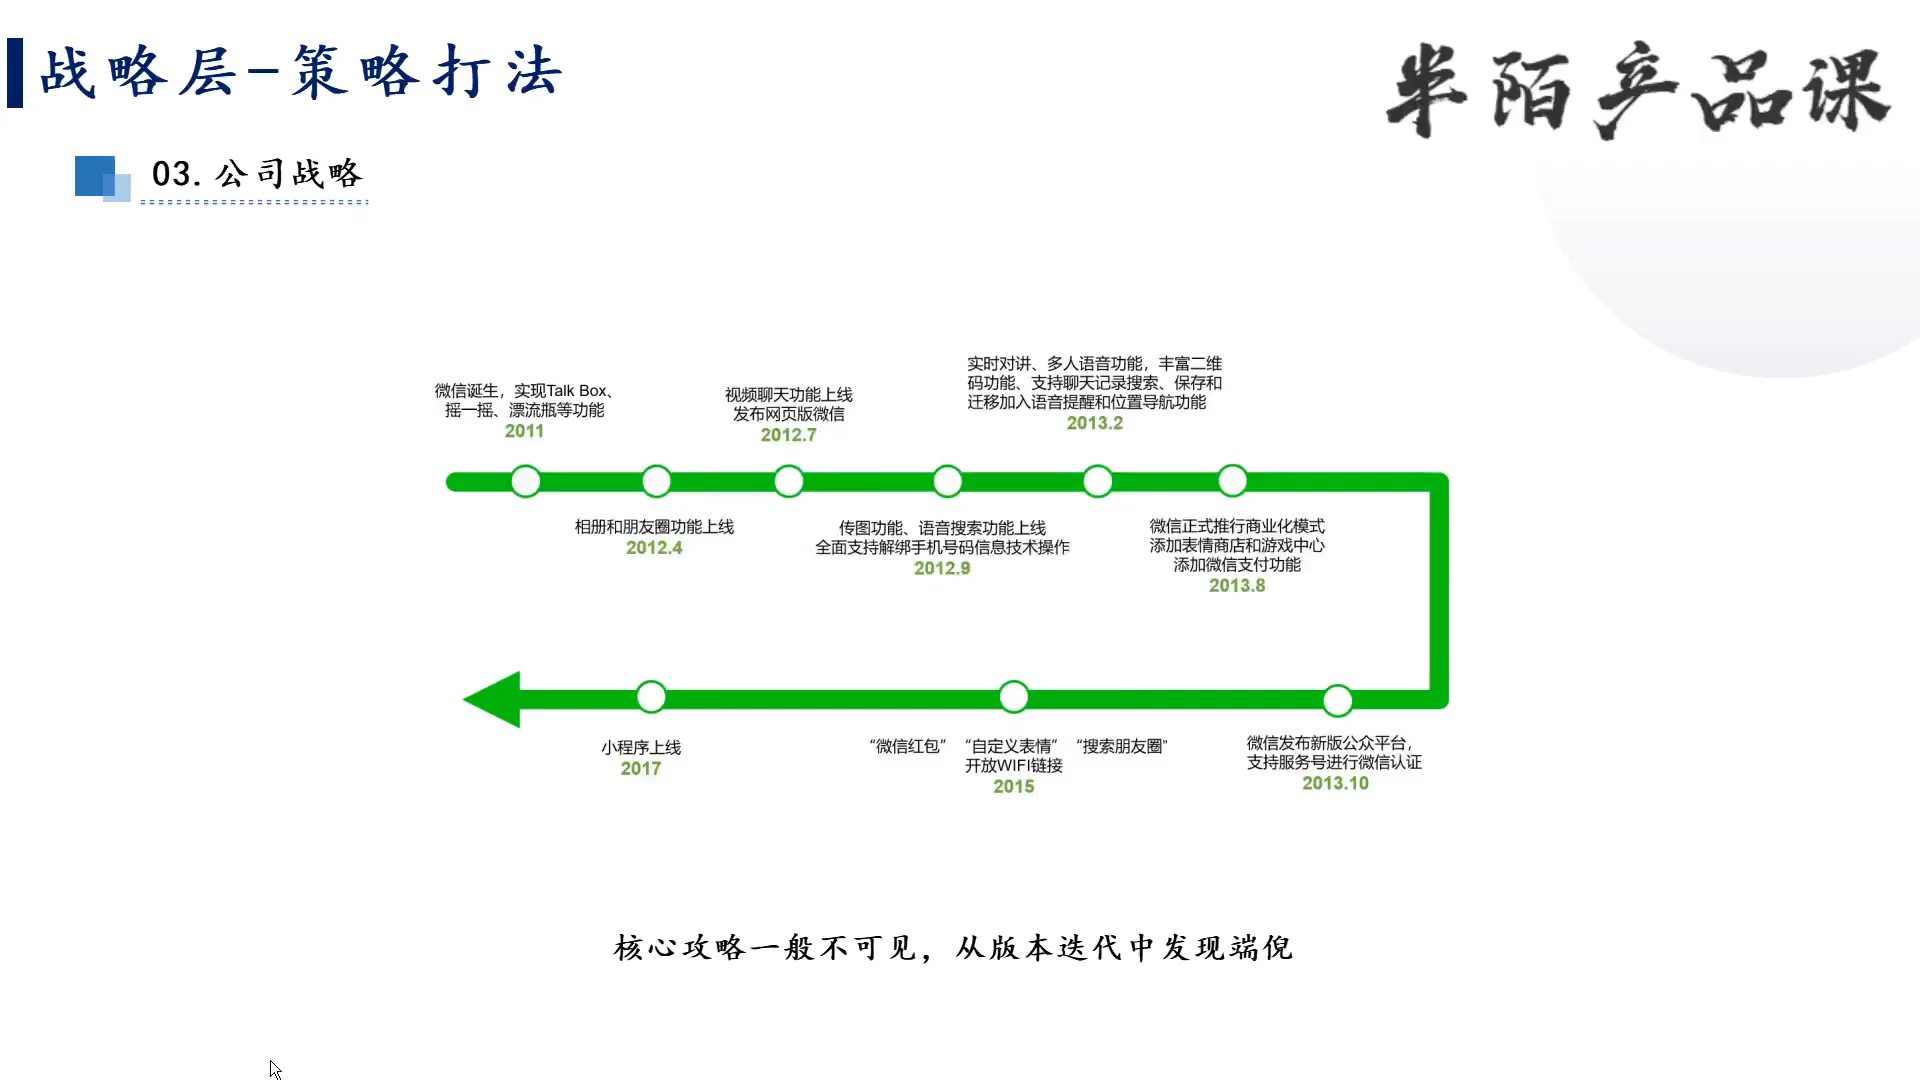 战略层-策略打法
半陌产品课
03.公司战略
微信诞生，实现Talk Box、
摇一摇、漂流瓶等功能
2011
视频聊天功能上线
发布网页版微信
2012.7
实时对讲、多人语音功能，丰富二维
码功能、支持聊天记录搜索、保存和
迁移加入语音提醒和位置导航功能
2013.2
相册和朋友圈功能上线
2012.4
传图功能、语音搜索功能上线
全面支持解绑手机号码信息技术操作
2012.9
微信正式推行商业化模式
添加表情商店和游戏中心
添加微信支付功能
2013.8
小程序上线
2017
“微信红包” “自定义表情” “搜索朋友圈”
开放WIFI链接
2015
微信发布新版公众平台，
支持服务号进行微信认证
2013.10
核心攻略一般不可见，从版本迭代中发现端倪